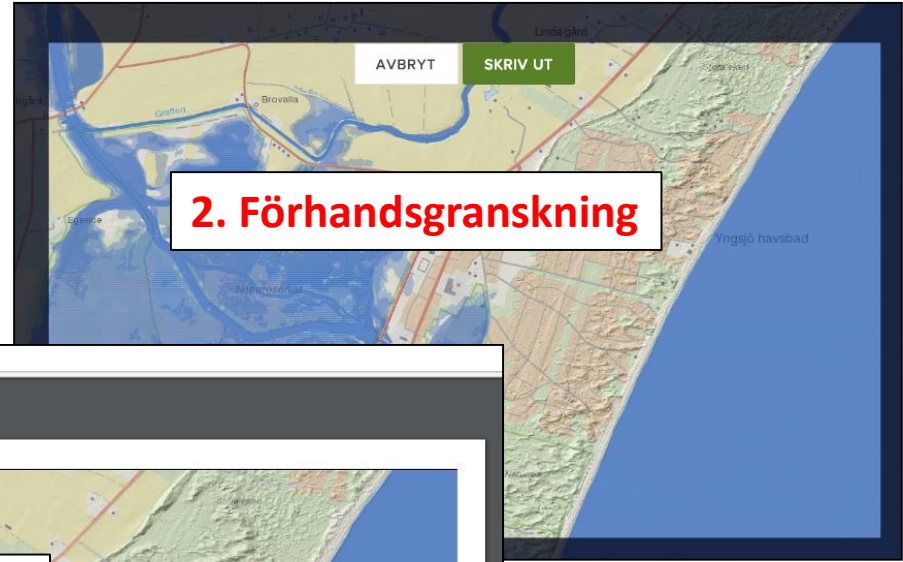 Linda gård
AVBRYT
SKRIV UT
Brovalla
Graften
Egeside
2. Förhandsgranskning
Yngsjö havsbad
Naturreservat